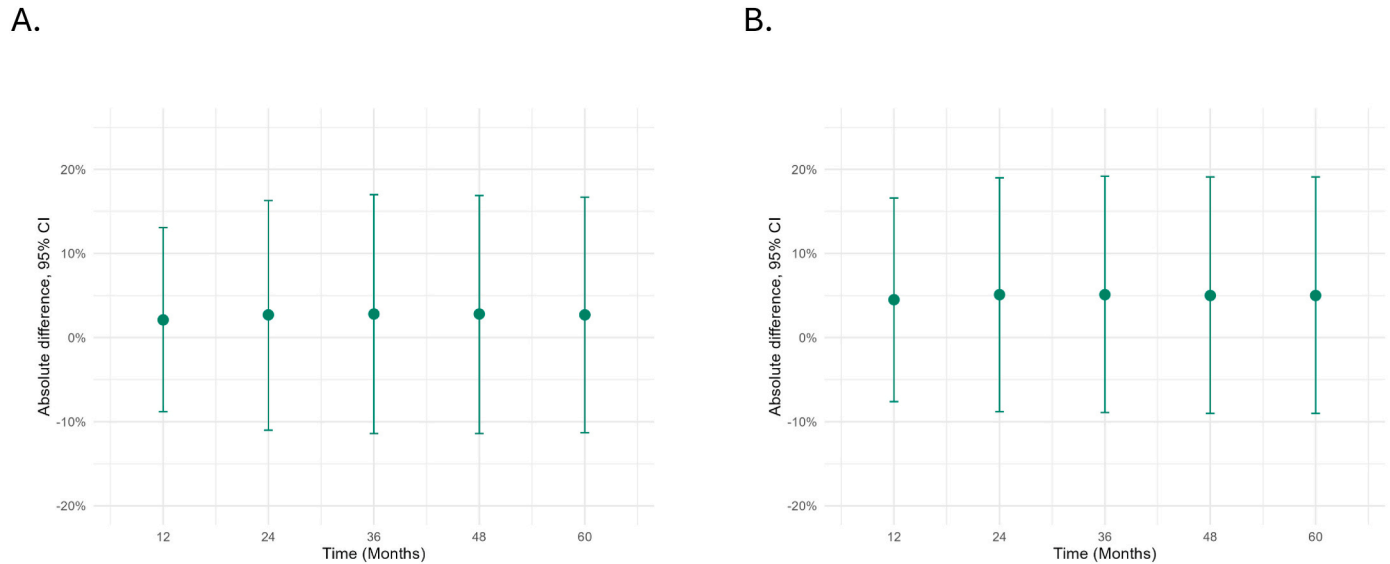 A.
B.
Absolute difference, 95% CI
20%
10%
0%
-10%
-20%
12 24 36 48 60
Time (Months)
Absolute difference, 95% CI
20%
10%
0%
-10%
-20%
12 24 36 48 60
Time (Months)